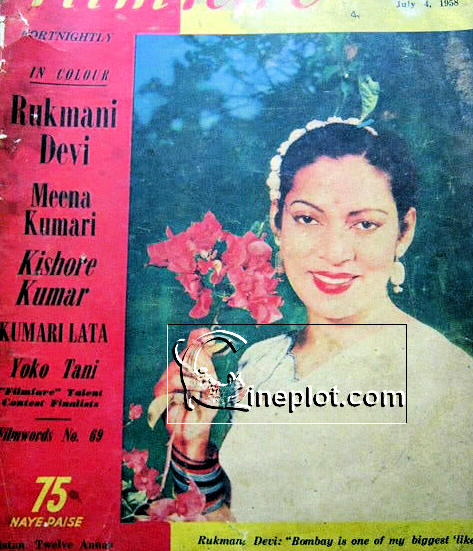 July 4, 1958
FORTNIGHTLY
IN COLOUR
Rukmani
Devi
Meena
Kumari
Kishore
Kumar
KUMARI LATA
Yoko Tani
"Filmfare" Talent
Contest Finalists
Filmwords No. 69
75
NAYE PAISE
Twelve Annas
Cineplot.com
Rukmani Devi: "Bombay is one of my biggest 'like